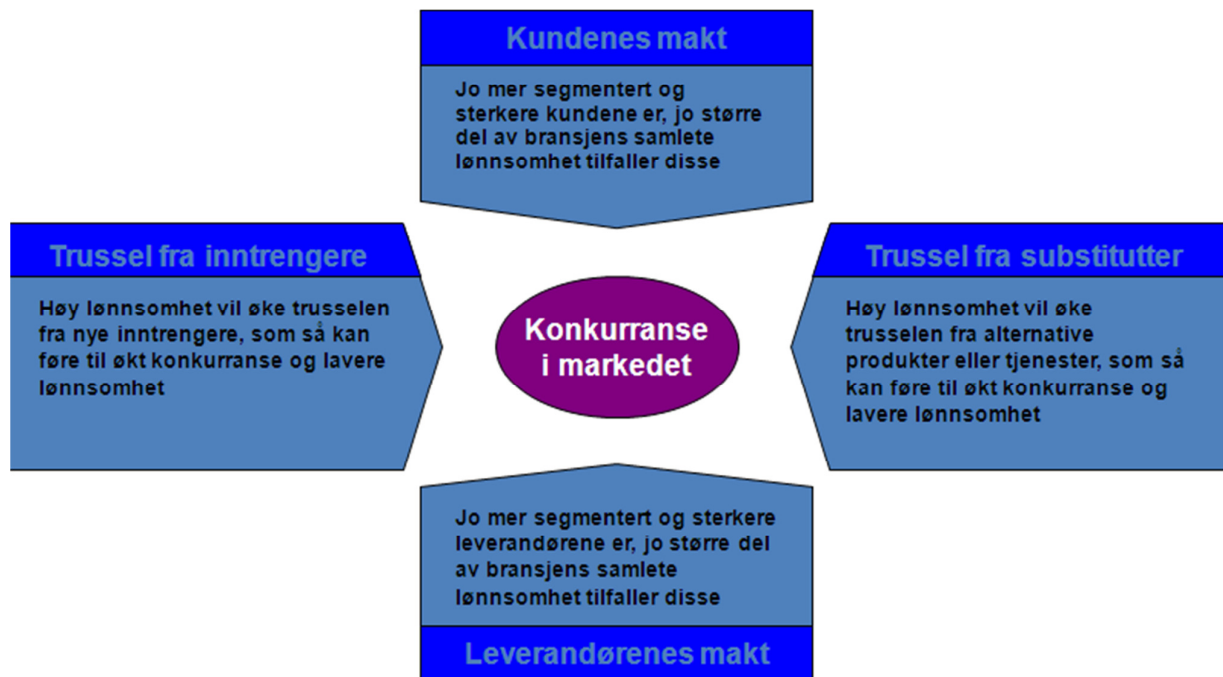 Kundenes makt
Jo mer segmentert og
sterkere kundene er, jo større
del av bransjens samlete
lønnsomhet tilfaller disse
Trussel fra inntrengere
Høy lønnsomhet vil øke trusselen
fra nye inntrengere, som så kan
føre til økt konkurranse og lavere
lønnsomhet
Konkurranse
i markedet
Trussel fra substitutter
Høy lønnsomhet vil øke
trusselen fra alternative
produkter eller tjenester, som så
kan føre til økt konkurranse og
lavere lønnsomhet
Jo mer segmentert og sterkere
leverandørene er, jo større del
av bransjens samlete
lønnsomhet tilfaller disse
Leverandørenes makt